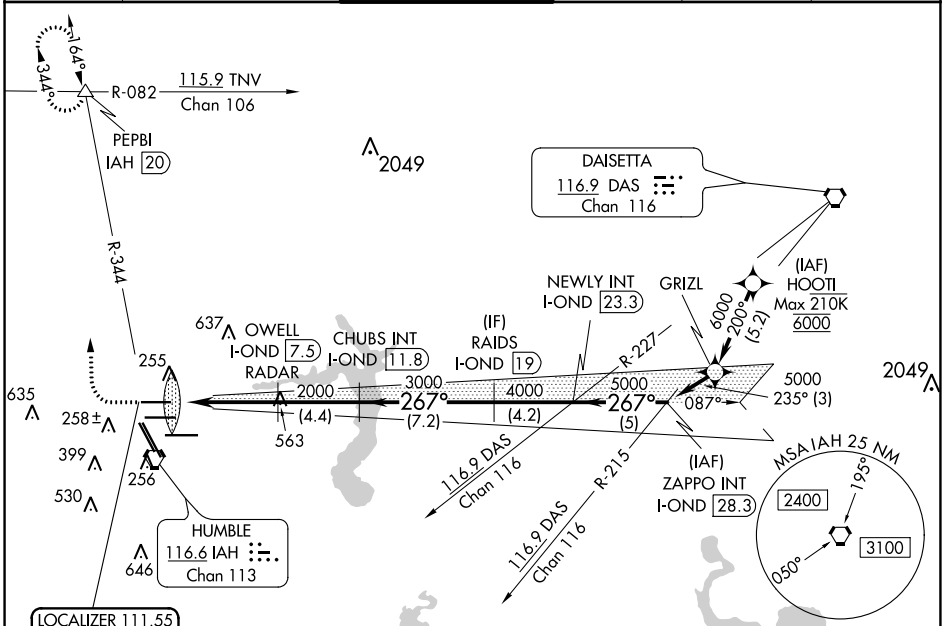 164°
344°
R-082
115.9 TNV
Chan 106
PEPBI
IAH 20
2049
DAISETTA
116.9 DAS
Chan 116
R-344
NEWLY INT
I-OND 23.3
GRIZL
(IAF)
HOOTI
Max 210K
6000
6000
200°
(5.2)
637
OWELL
I-OND 7.5
RADAR
CHUBS INT
I-OND 11.8
(IF)
RAIDS
I-OND 19
R-227
255
2000
3000
4000
5000
5000
2049
635
258±
(4.4)
267°
(7.2)
(4.2)
267°
(5)
087°
235° (3)
563
399
256
530
116.9 DAS
Chan 116
R-215
(IAF)
ZAPPO INT
I-OND 28.3
MSA IAH 25 NM
195°
2400
3100
050°
HUMBLE
116.6 IAH
Chan 113
646
116.9 DAS
Chan 116
LOCALIZER 111.55